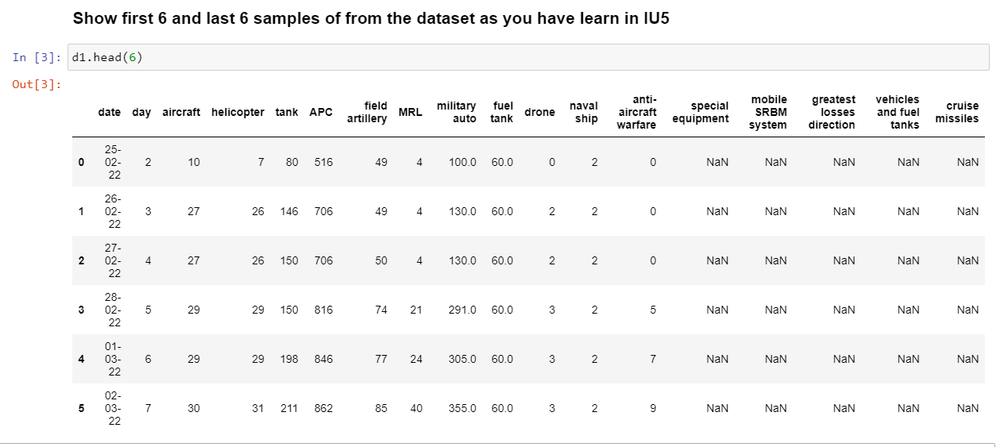 Show first 6 and last 6 samples of from the dataset as you have learn in IU5
In [3]: d1.head(6)
Out[3]:
date day aircraft helicopter tank APC field artillery MRL military auto fuel tank drone naval ship anti-aircraft warfare special equipment mobile SRBM system greatest losses direction vehicles and fuel tanks cruise missiles
0 25-02-22 2 10 7 80 516 49 4 100.0 60.0 0 2 0 NaN NaN NaN NaN NaN
1 26-02-22 3 27 26 146 706 49 4 130.0 60.0 2 2 0 NaN NaN NaN NaN NaN
2 27-02-22 4 27 26 150 706 50 4 130.0 60.0 2 2 0 NaN NaN NaN NaN NaN
3 28-02-22 5 29 29 150 816 74 21 291.0 60.0 3 2 5 NaN NaN NaN NaN NaN
4 01-03-22 6 29 29 198 846 77 24 305.0 60.0 3 2 7 NaN NaN NaN NaN NaN
5 02-03-22 7 30 31 211 862 85 40 355.0 60.0 3 2 9 NaN NaN NaN NaN NaN